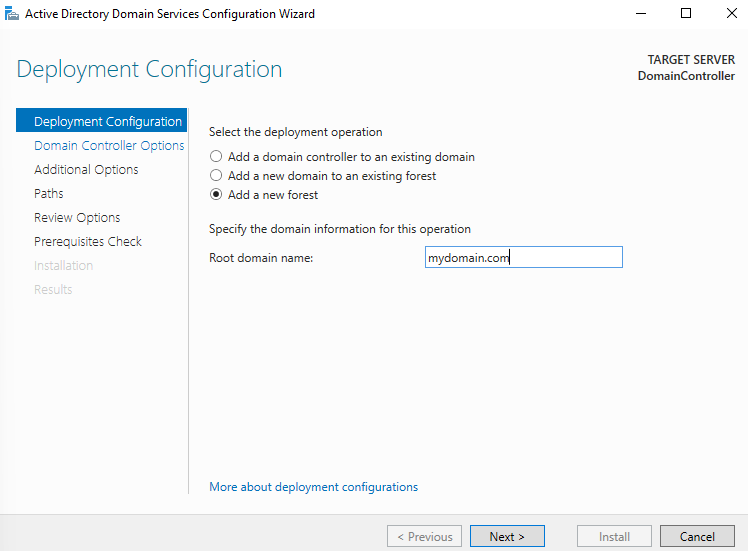 Active Directory Domain Services Configuration Wizard
Deployment Configuration
TARGET SERVER
DomainController
Deployment Configuration
Domain Controller Options
Additional Options
Paths
Review Options
Prerequisites Check
Installation
Results
Select the deployment operation
Add a domain controller to an existing domain
Add a new domain to an existing forest
Add a new forest
Specify the domain information for this operation
Root domain name: mydomain.com
More about deployment configurations
< Previous Next > Install Cancel